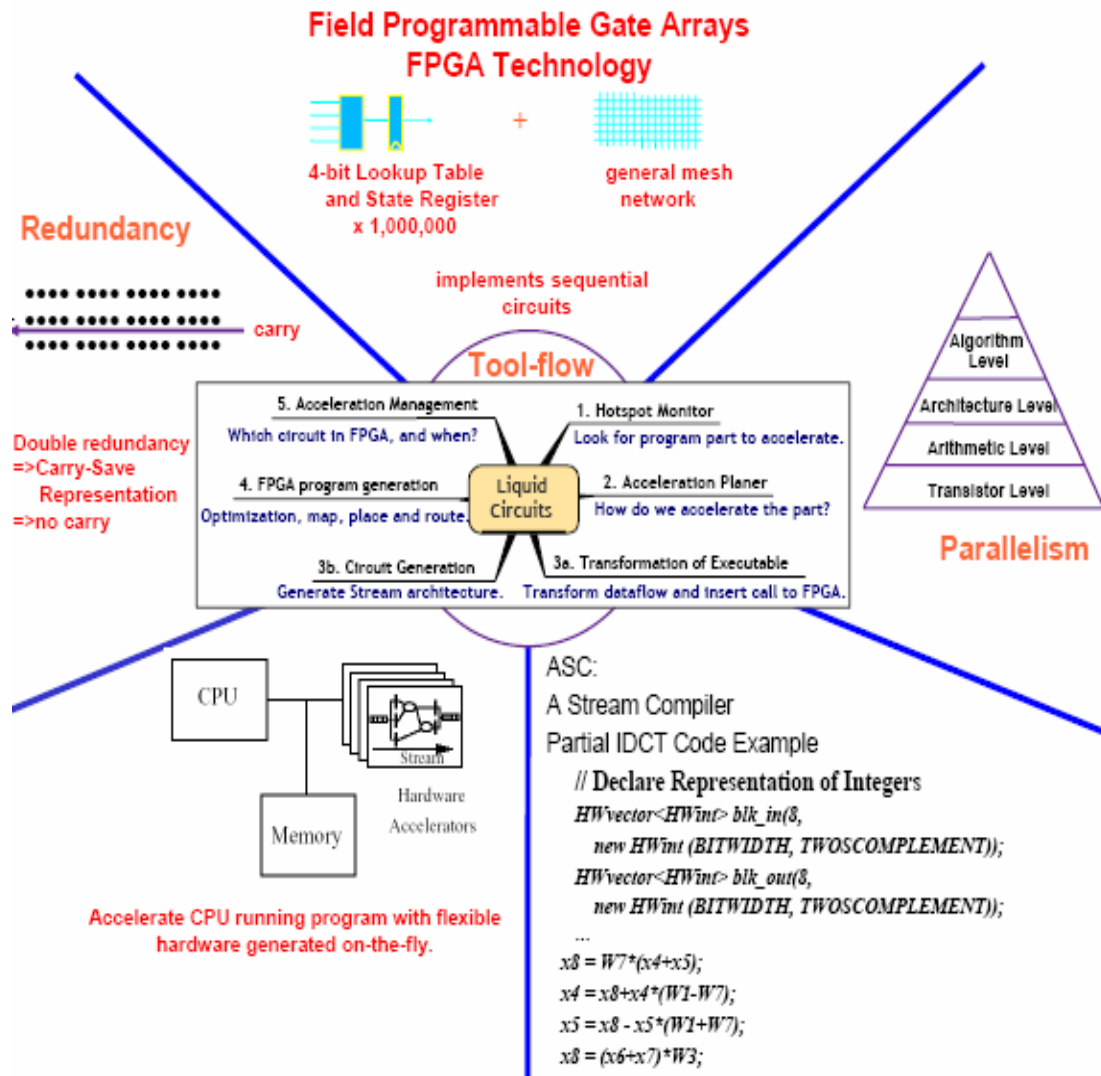 Field Programmable Gate Arrays
FPGA Technology
+
4-bit Lookup Table
and State Register
x 1,000,000
general mesh
network
implements sequential
circuits
Redundancy
carry
Double redundancy
=>Carry-Save
Representation
=>no carry
Algorithm
Level
Architecture Level
Arithmetic Level
Transistor Level
Parallelism
Tool-flow
5. Acceleration Management
Which circuit in FPGA, and when?
1. Hotspot Monitor
Look for program part to accelerate.
4. FPGA program generation
Optimization, map, place and route.
Liquid
Circuits
2. Acceleration Planer
How do we accelerate the part?
3b. Circuit Generation
Generate Stream architecture.
3a. Transformation of Executable
Transform dataflow and insert call to FPGA.
CPU
Stream
Hardware
Accelerators
Memory
Accelerate CPU running program with flexible
hardware generated on-the-fly.
ASC:
A Stream Compiler
Partial IDCT Code Example
// Declare Representation of Integers
HWvector<HWint> blk_in(8,
new HWint (BITWIDTH, TWOSCOMPLEMENT));
HWvector<HWint> blk_out(8,
new HWint (BITWIDTH, TWOSCOMPLEMENT));
...
x8 = W7*(x4+x5);
x4 = x8+x4*(W1-W7);
x5 = x8 - x5*(W1+W7);
x8 = (x6+x7)*W3;